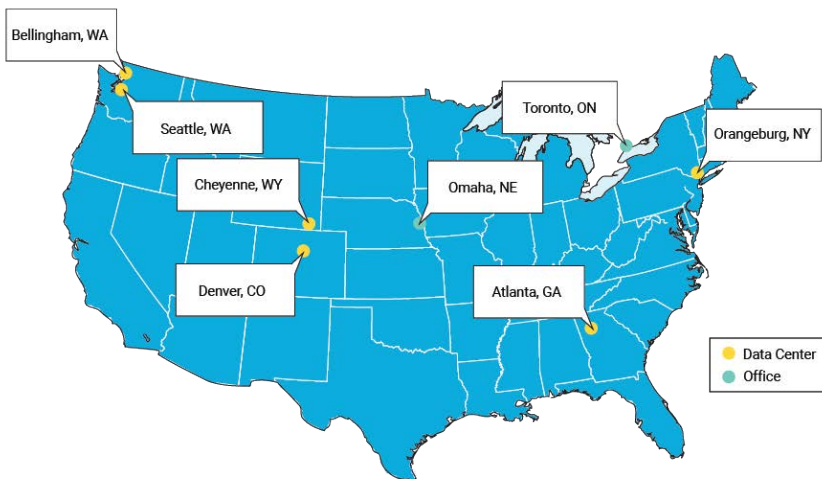 Bellingham, WA
Seattle, WA
Toronto, ON
Orangeburg, NY
Cheyenne, WY
Omaha, NE
Denver, CO
Atlanta, GA
Data Center
Office